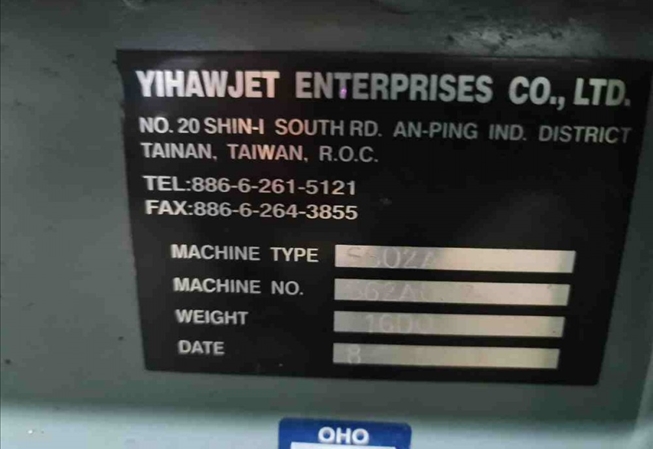 YIHAWJET ENTERPRISES CO., LTD.
NO. 20 SHIN-I SOUTH RD. AN-PING IND. DISTRICT
TAINAN, TAIWAN, R.O.C.
TEL:886-6-261-5121
FAX:886-6-264-3855
MACHINE TYPE
MACHINE NO.
WEIGHT
DATE
OHO